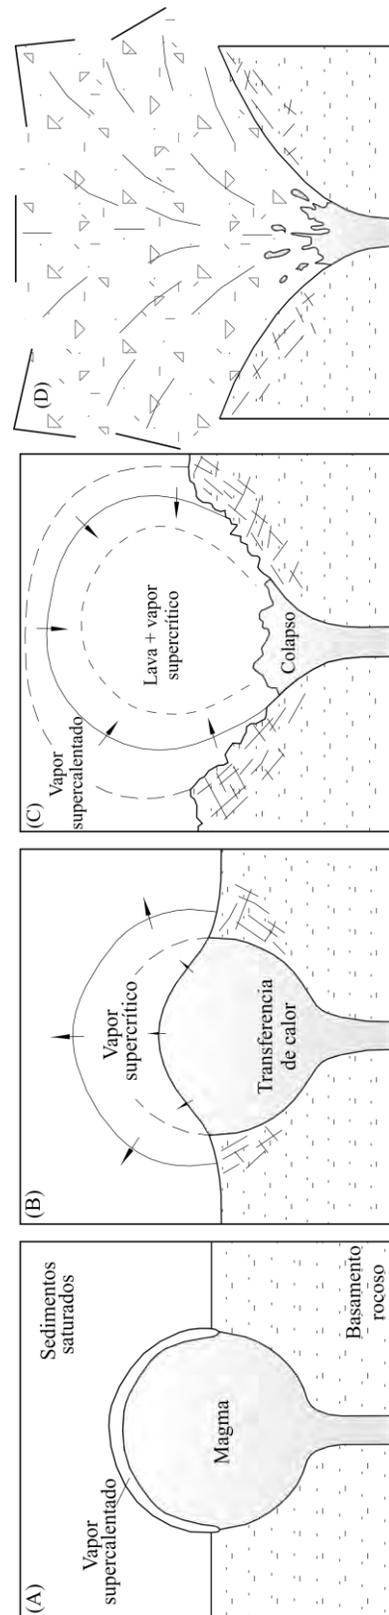 (A)
Vapor
supercalentado
Sedimentos
saturados
Magma
Basamento
rocoso
(B)
Vapor
supercrítico
Transferencia
de calor
(C)
Vapor
supercalentado
Lava + vapor
supercrítico
Colapso
(D)